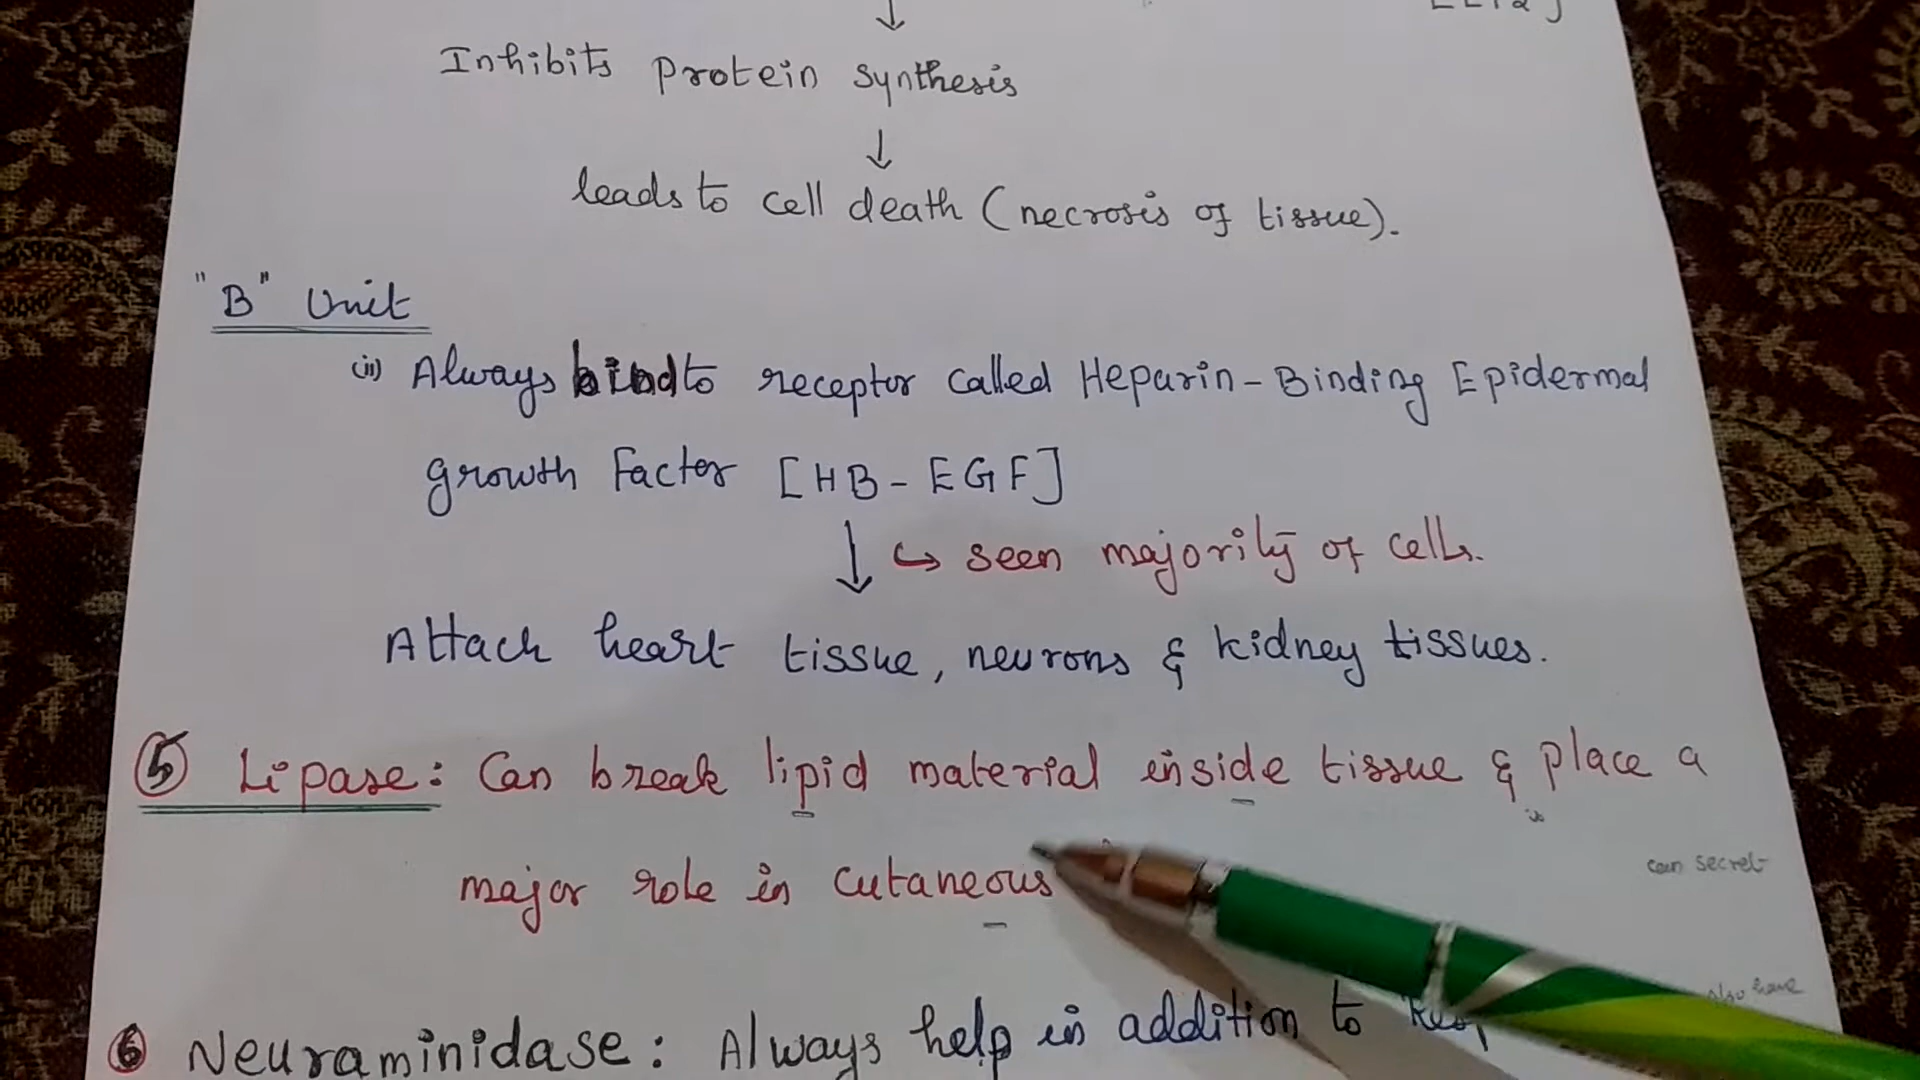 Inhibits protein synthesis
↓
leads to cell death (necrosis of tissue).
"B" Unit
(ii) Always bind to receptor called Heparin-Binding Epidermal
growth Factor [HB-EGF]
↓ ↪ seen majority of cells.
Attach heart tissue, neurons & kidney tissues.
⑤ Lipase: Can break lipid material inside tissue & place a
can secret
major role in cutaneous
also have
⑥ Neuraminidase: Always help in addition to